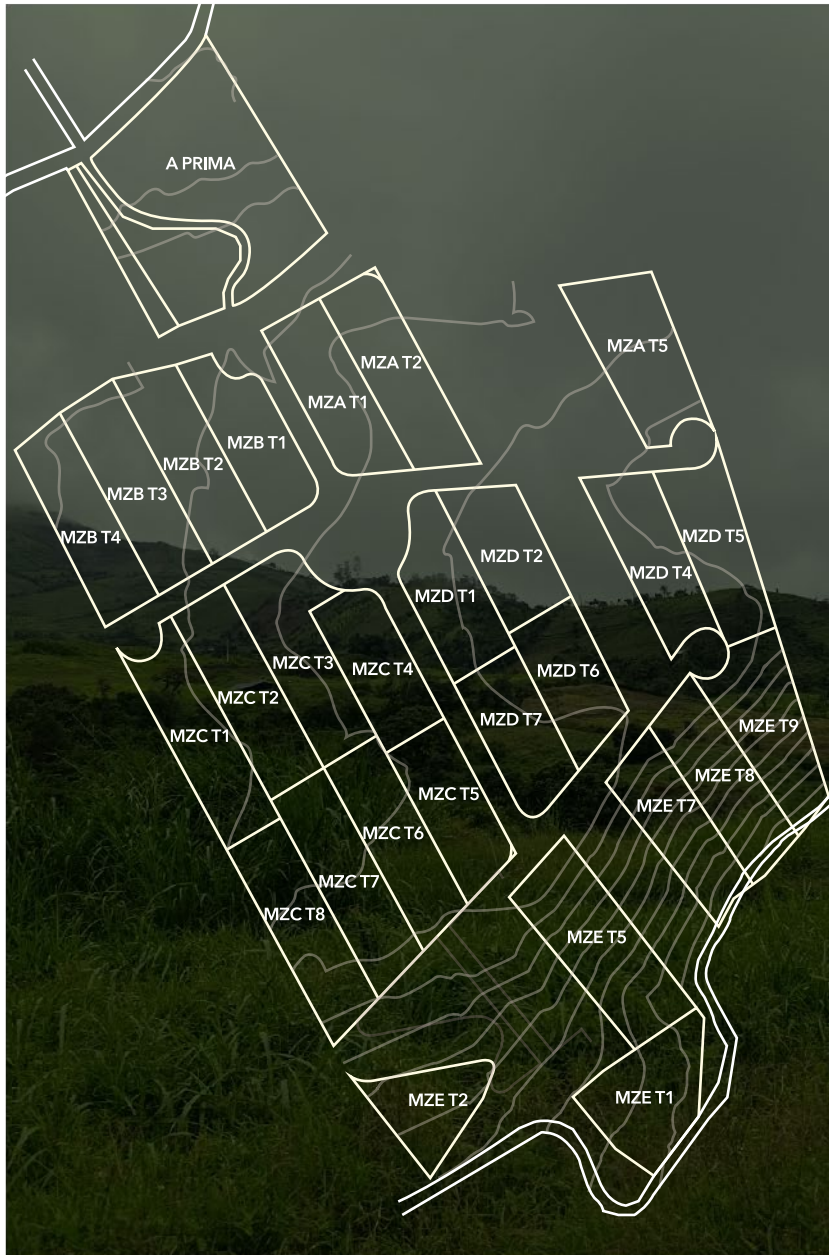 A PRIMA
MZA T5
MZA T2
MZA T1
MZB T1
MZB T2
MZB T3
MZB T4
MZD T5
MZD T2
MZD T4
MZD T1
MZC T3
MZC T4
MZD T6
MZC T2
MZD T7
MZC T1
MZE T9
MZE T8
MZC T5
MZE T7
MZC T6
MZC T7
MZC T8
MZE T5
MZE T2
MZE T1